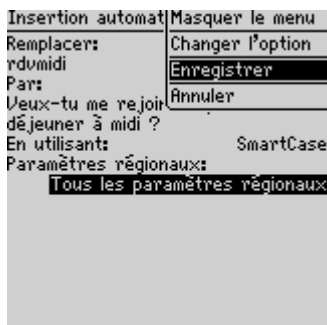 Insertion automat
Masquer le menu
Changer l'option
Enregistrer
Annuler
Remplacer:
rdvmidi
Par:
Veux-tu me rejoin
déjeuner à midi ?
En utilisant: SmartCase
Paramètres régionaux:
Tous les paramètres régionaux